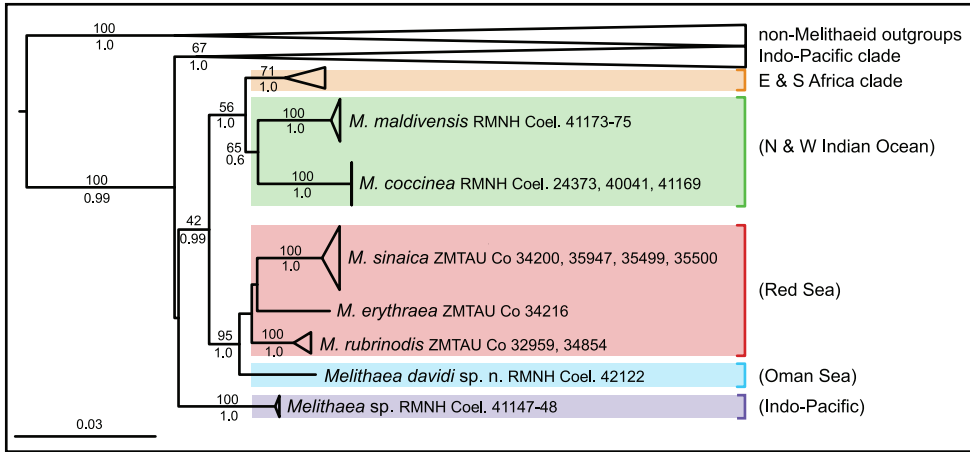 100
1.0
non-Melithaeid outgroups
67
1.0
Indo-Pacific clade
71
1.0
E & S Africa clade
56
1.0
100
1.0
M. maldivensis RMNH Coel. 41173-75
(N & W Indian Ocean)
65
0.6
100
1.0
M. coccinea RMNH Coel. 24373, 40041, 41169
100
0.99
42
0.99
100
1.0
M. sinaica ZMTAU Co 34200, 35947, 35499, 35500
(Red Sea)
M. erythraea ZMTAU Co 34216
95
1.0
100
1.0
M. rubrinodis ZMTAU Co 32959, 34854
Melithaea davidi sp. n. RMNH Coel. 42122
(Oman Sea)
100
1.0
Melithaea sp. RMNH Coel. 41147-48
(Indo-Pacific)
0.03